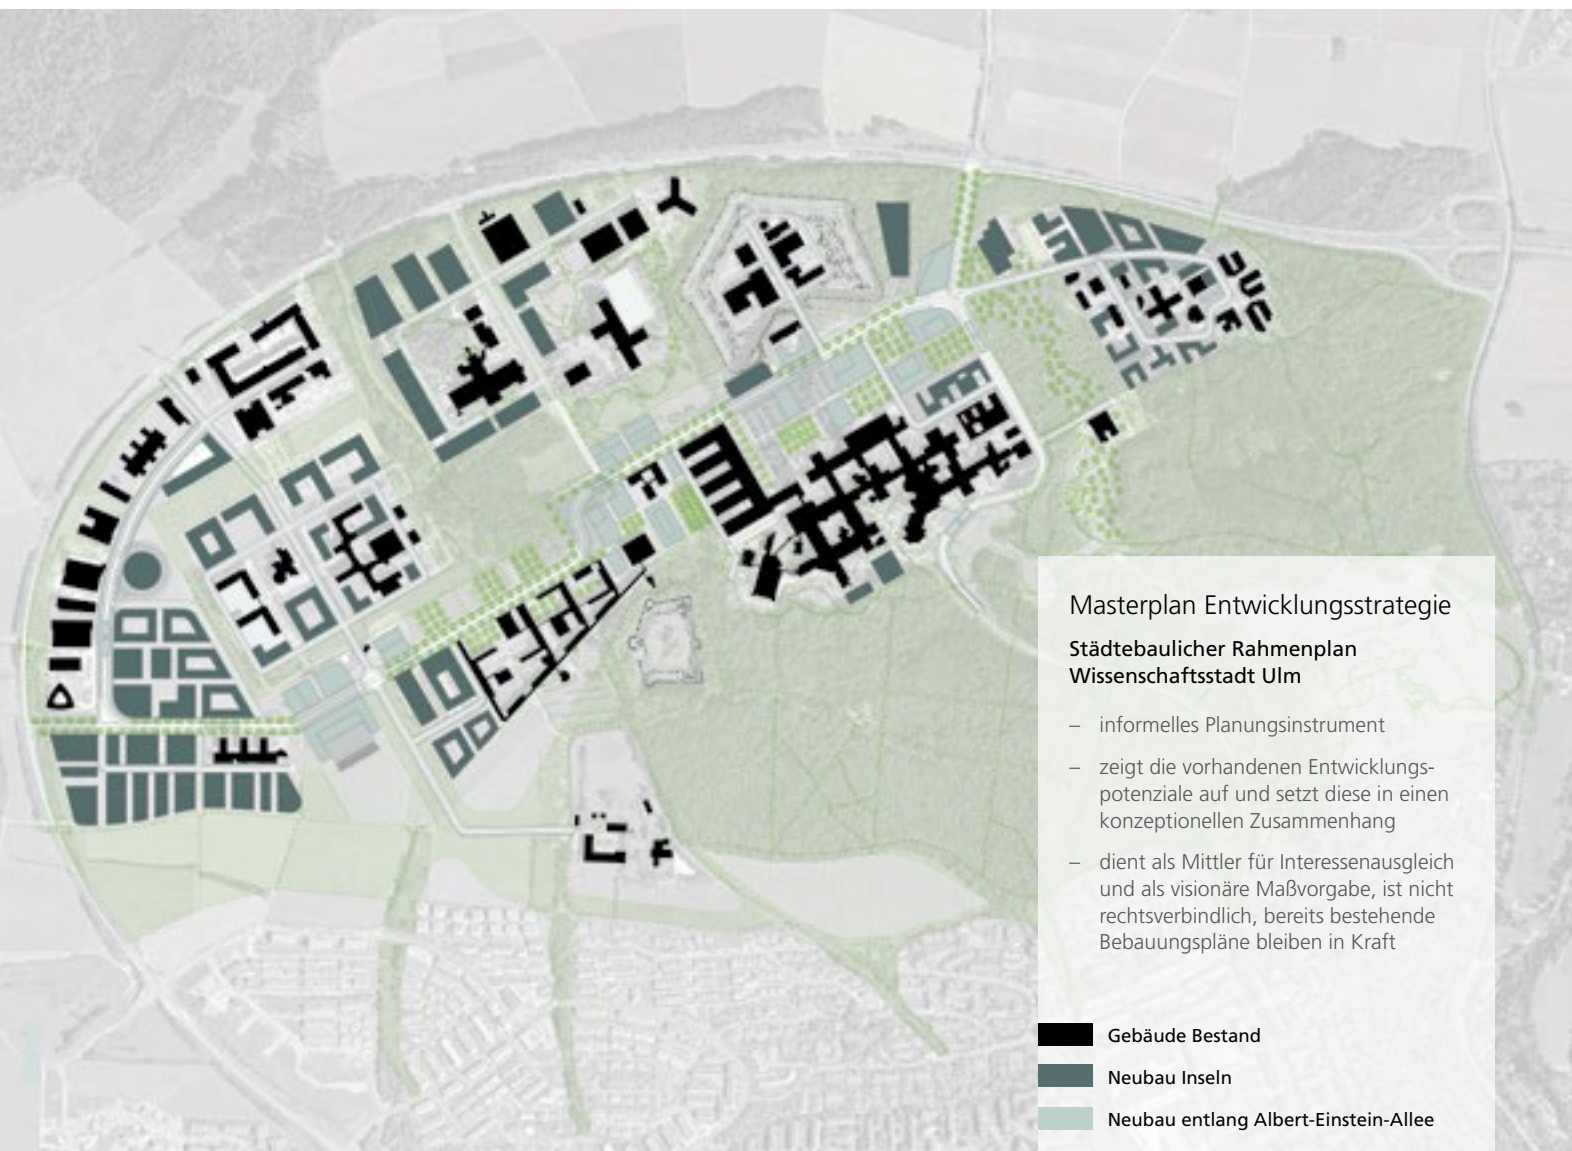 Masterplan Entwicklungsstrategie
Städtebaulicher Rahmenplan
Wissenschaftsstadt Ulm
– informelles Planungsinstrument
– zeigt die vorhandenen Entwicklungs-
potenziale auf und setzt diese in einen
konzeptionellen Zusammenhang
– dient als Mittler für Interessenausgleich
und als visionäre Maßvorgabe, ist nicht
rechtsverbindlich, bereits bestehende
Bebauungspläne bleiben in Kraft
Gebäude Bestand
Neubau Inseln
Neubau entlang Albert-Einstein-Allee